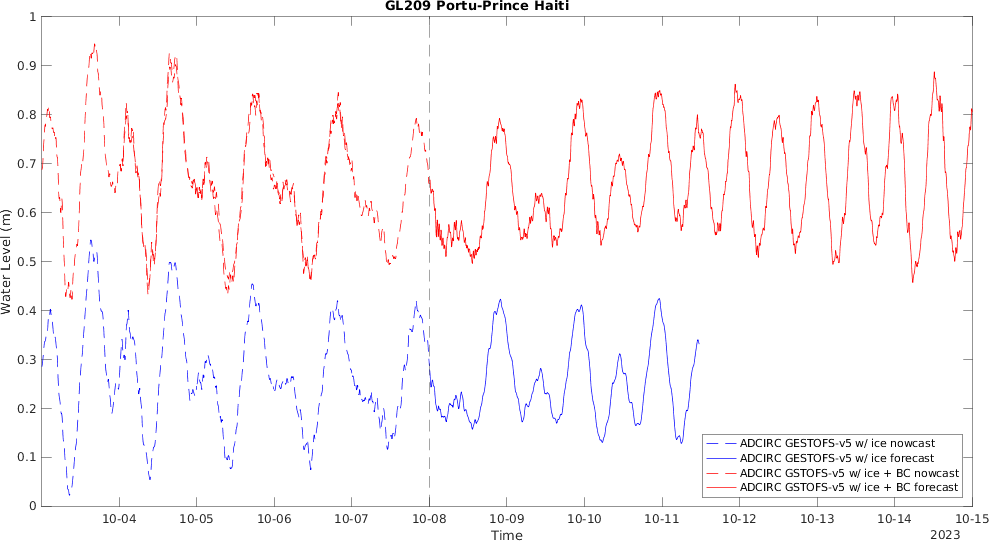 GL209 Portu-Prince Haiti
Water Level (m)
1
0.9
0.8
0.7
0.6
0.5
0.4
0.3
0.2
0.1
0
10-04 10-05 10-06 10-07 10-08 10-09 10-10 10-11 10-12 10-13 10-14 10-15
Time
2023
ADCIRC GESTOFS-v5 w/ ice nowcast
ADCIRC GESTOFS-v5 w/ ice forecast
ADCIRC GSTOFS-v5 w/ ice + BC nowcast
ADCIRC GSTOFS-v5 w/ ice + BC forecast